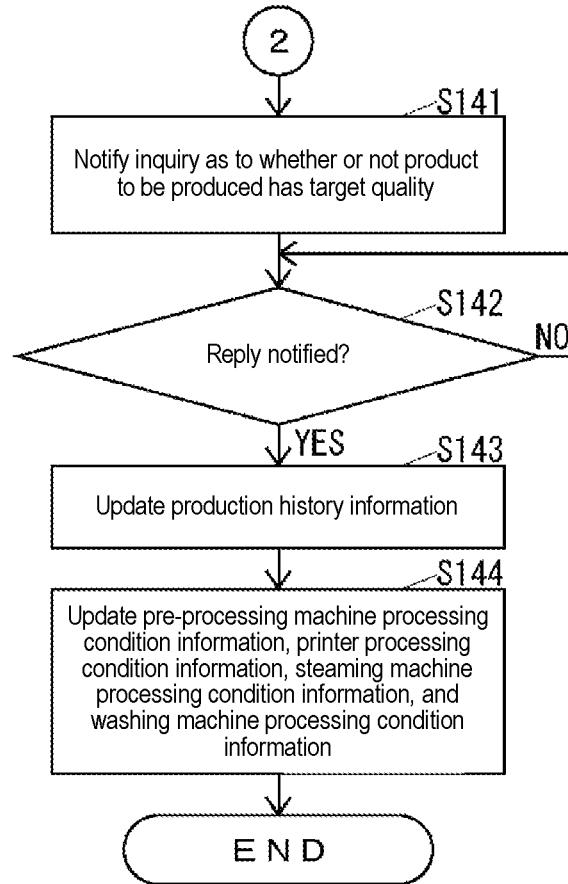 2
S141
Notify inquiry as to whether or not product
to be produced has target quality
S142
Reply notified?
NO
YES
S143
Update production history information
S144
Update pre-processing machine processing
condition information, printer processing
condition information, steaming machine
processing condition information, and
washing machine processing condition
information
END